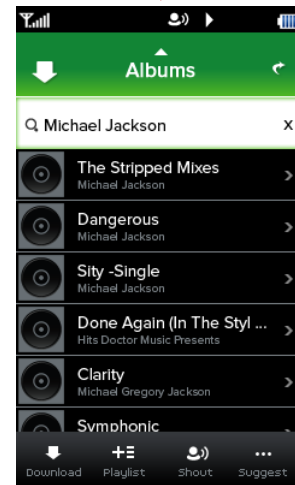 Albums
Michael Jackson x
The Stripped Mixes
Michael Jackson
Dangerous
Michael Jackson
Sity -Single
Michael Jackson
Done Again (In The Styl ...
Hits Doctor Music Presents
Clarity
Michael Gregory Jackson
Symphonic
Download Playlist Shout Suggest